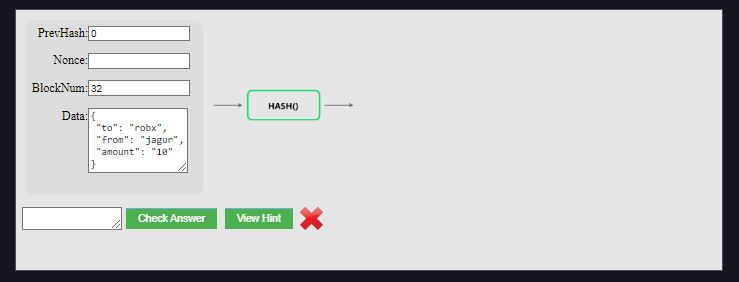 PrevHash: 0
Nonce:
BlockNum: 32
Data: {
"to": "robx",
"from": "jagur",
"amount": "10"
}
HASH()
Check Answer View Hint